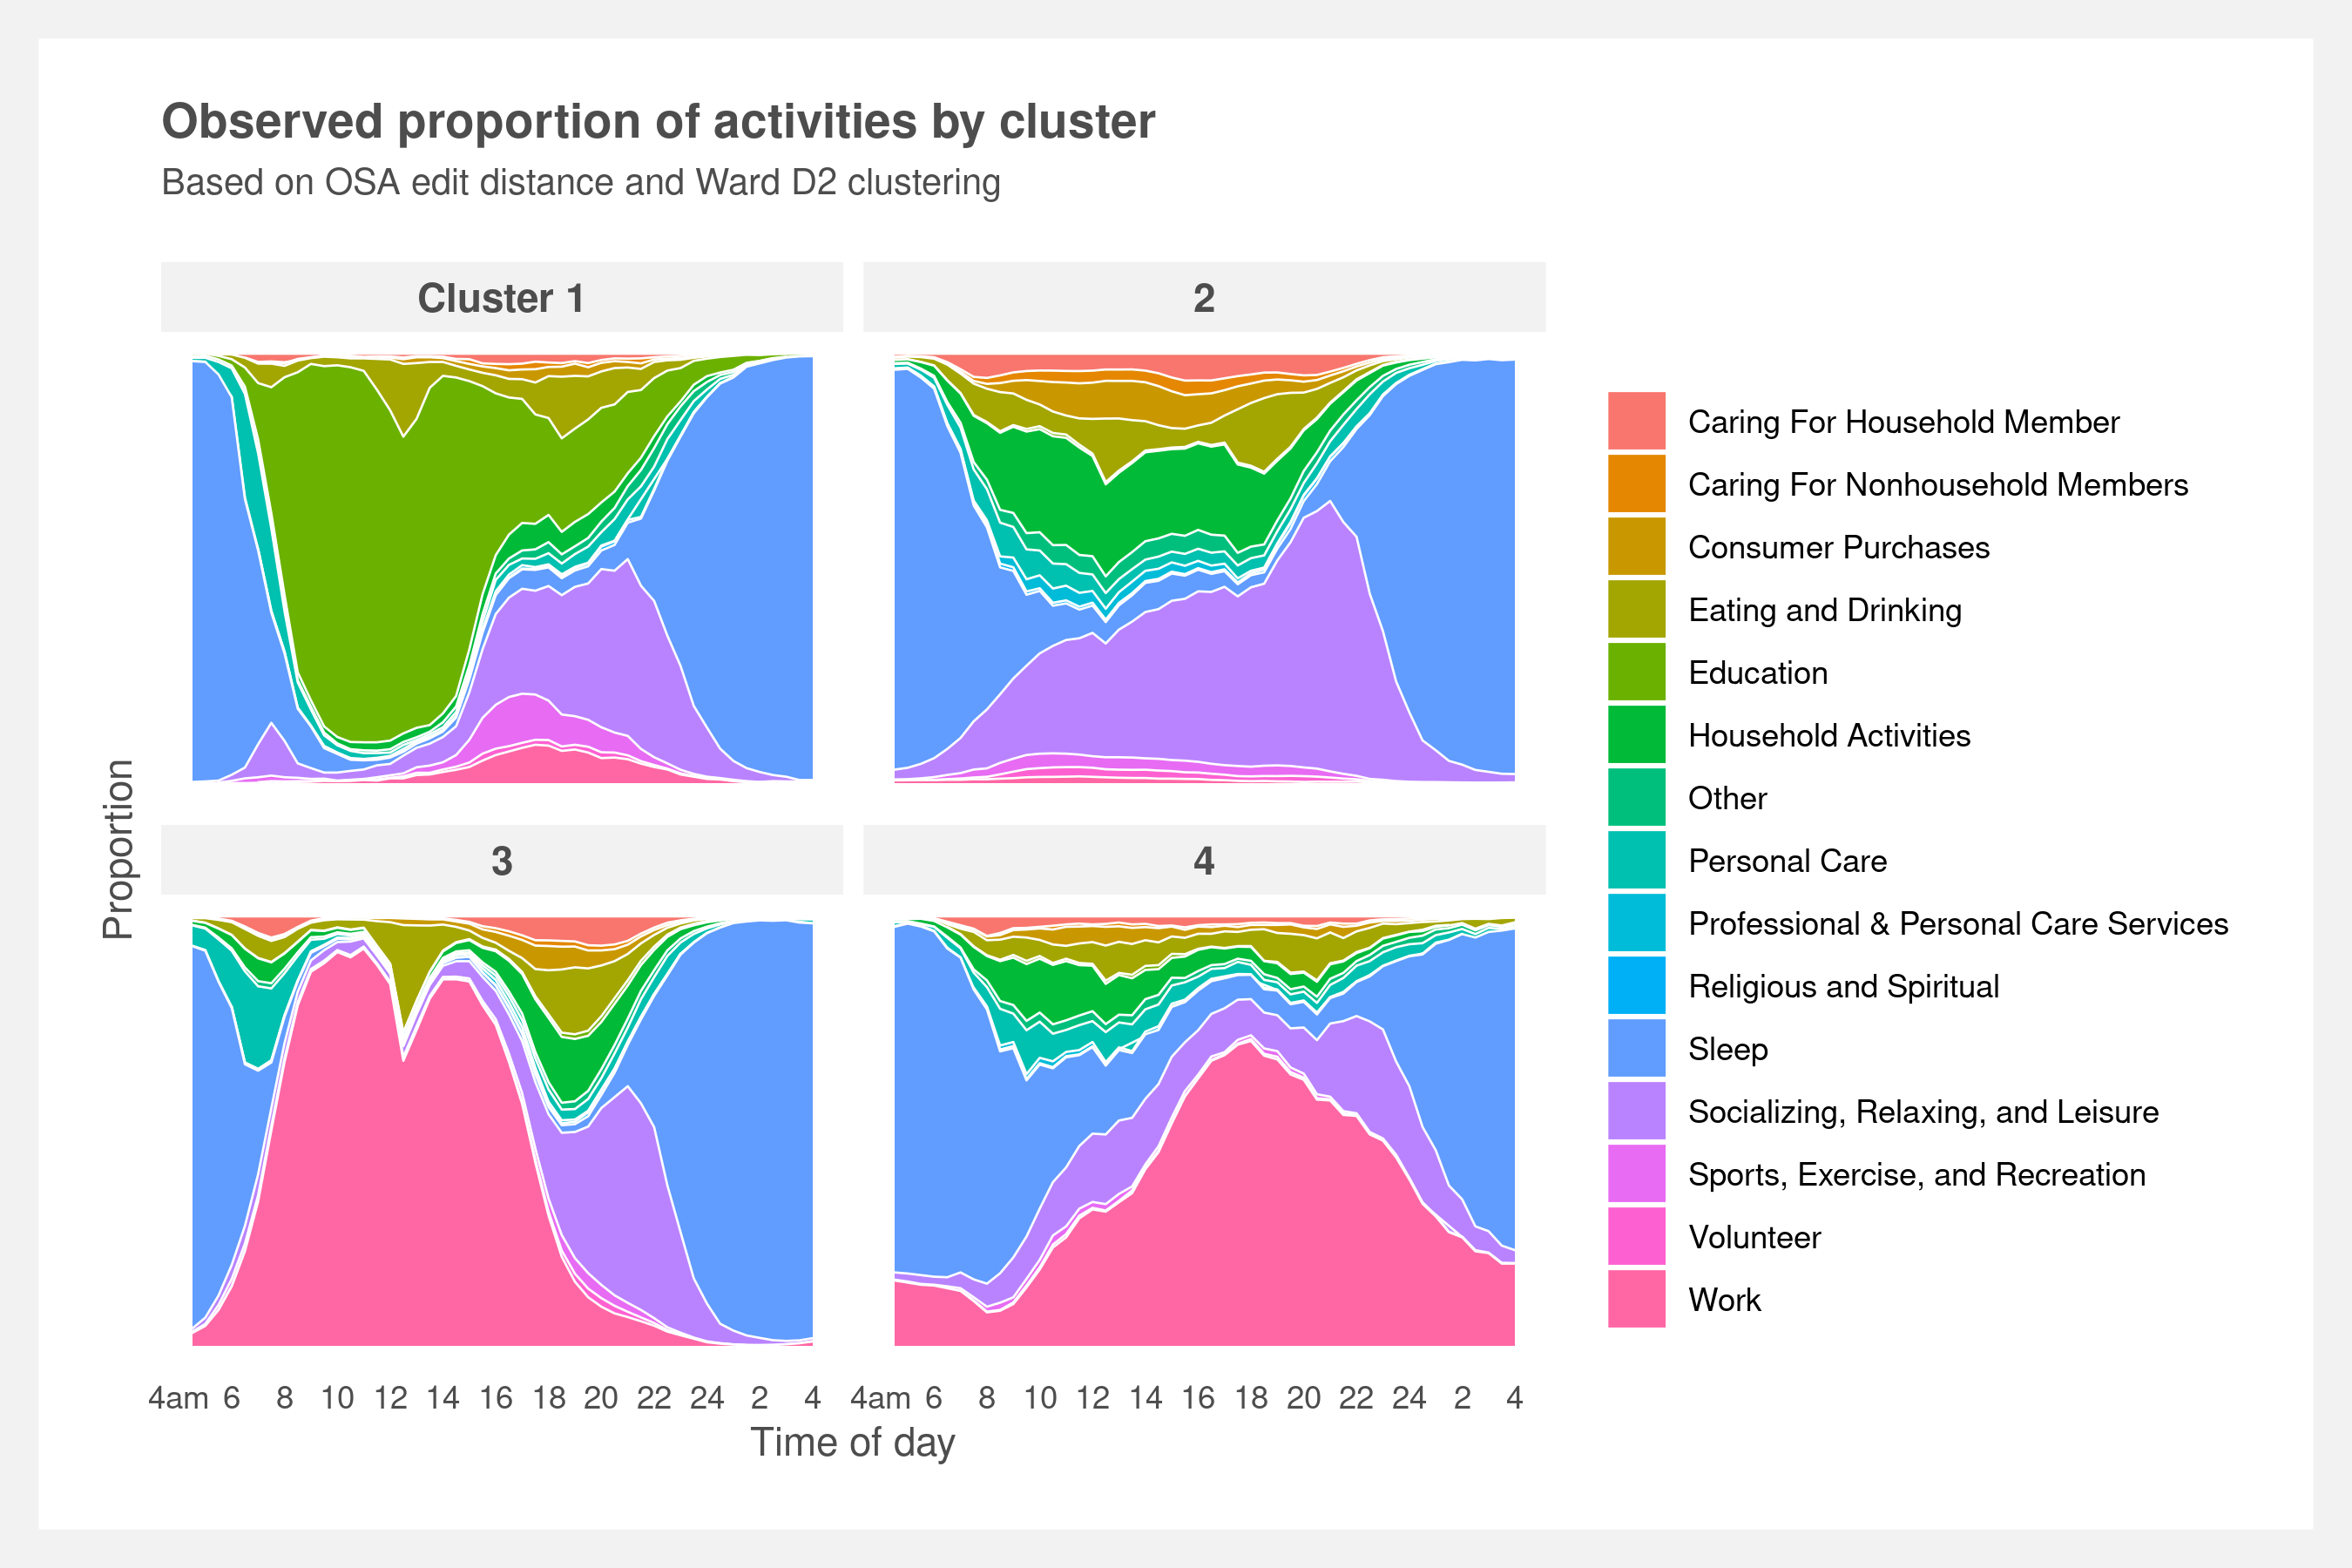 Observed proportion of activities by cluster
Based on OSA edit distance and Ward D2 clustering
Cluster 1
2
3
4
Proportion
4am 6 8 10 12 14 16 18 20 22 24 2 4
4am 6 8 10 12 14 16 18 20 22 24 2 4
Time of day
Caring For Household Member
Caring For Nonhousehold Members
Consumer Purchases
Eating and Drinking
Education
Household Activities
Other
Personal Care
Professional & Personal Care Services
Religious and Spiritual
Sleep
Socializing, Relaxing, and Leisure
Sports, Exercise, and Recreation
Volunteer
Work